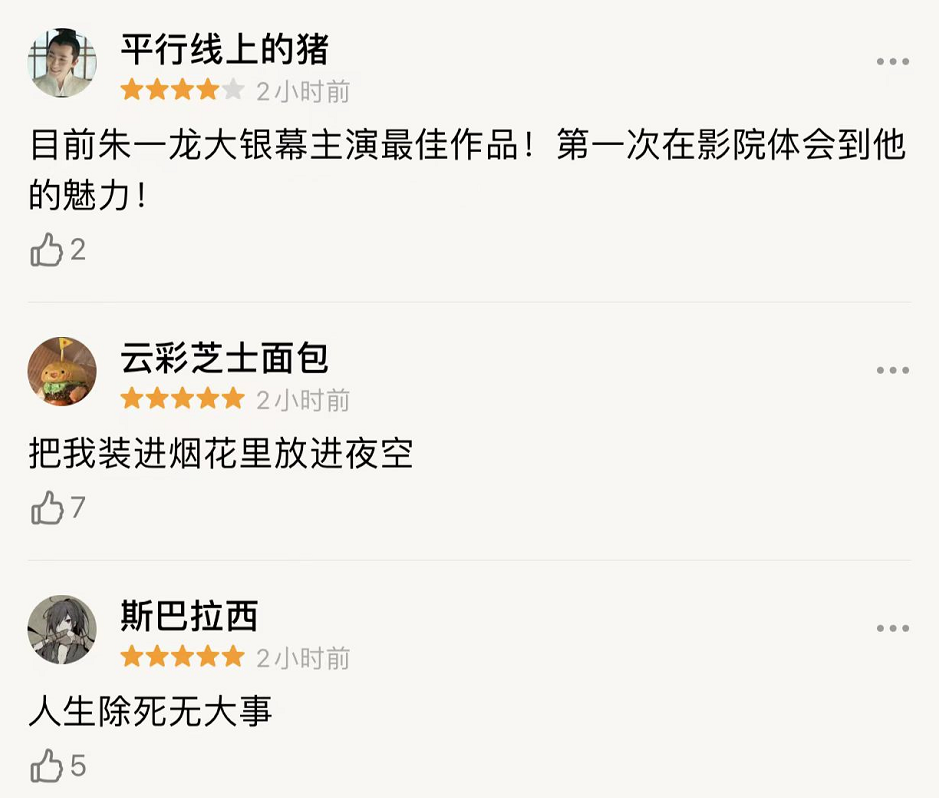 平行线上的猪
2小时前
目前朱一龙大银幕主演最佳作品！第一次在影院体会到他
的魅力！
2
云彩芝士面包
2小时前
把我装进烟花里放进夜空
7
斯巴拉西
2小时前
人生除死无大事
5